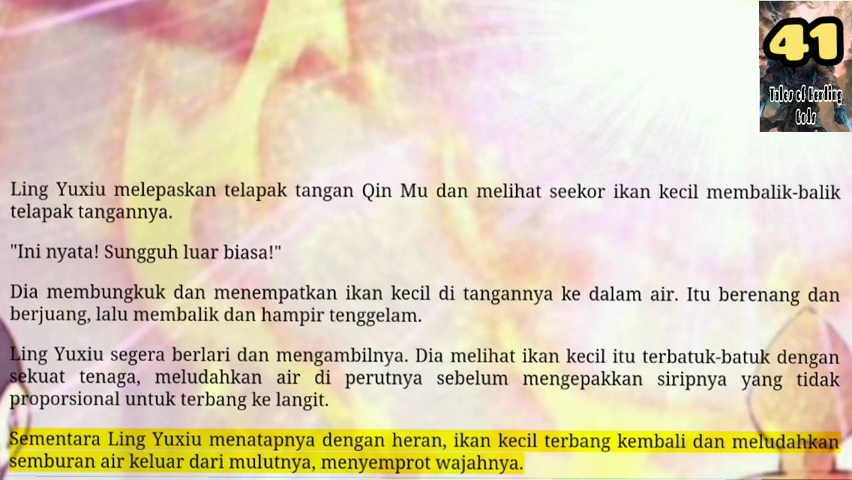 41
Tales of Herding
Gods
Ling Yuxiu melepaskan telapak tangan Qin Mu dan melihat seekor ikan kecil membalik-balik
telapak tangannya.
"Ini nyata! Sungguh luar biasa!"
Dia membungkuk dan menempatkan ikan kecil di tangannya ke dalam air. Itu berenang dan
berjuang, lalu membalik dan hampir tenggelam.
Ling Yuxiu segera berlari dan mengambilnya. Dia melihat ikan kecil itu terbatuk-batuk dengan
sekuat tenaga, meludahkan air di perutnya sebelum mengepakkan siripnya yang tidak
proporsional untuk terbang ke langit.
Sementara Ling Yuxiu menatapnya dengan heran, ikan kecil terbang kembali dan meludahkan
semburan air keluar dari mulutnya, menyemprot wajahnya.